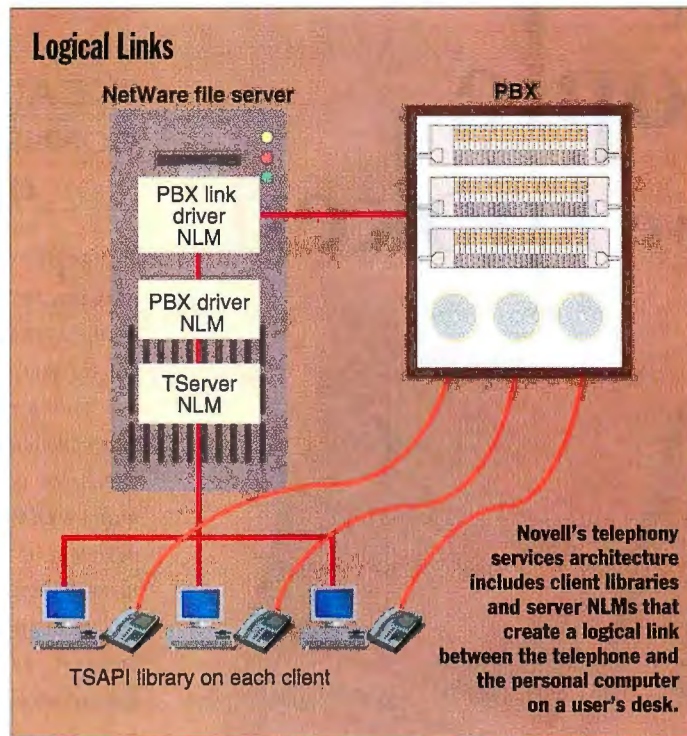 Logical Links
NetWare file server
PBX
PBX link
driver
NLM
PBX driver
NLM
TServer
NLM
TSAPI library on each client
Novell's telephony
services architecture
includes client libraries
and server NLMs that
create a logical link
between the telephone and
the personal computer
on a user's desk.